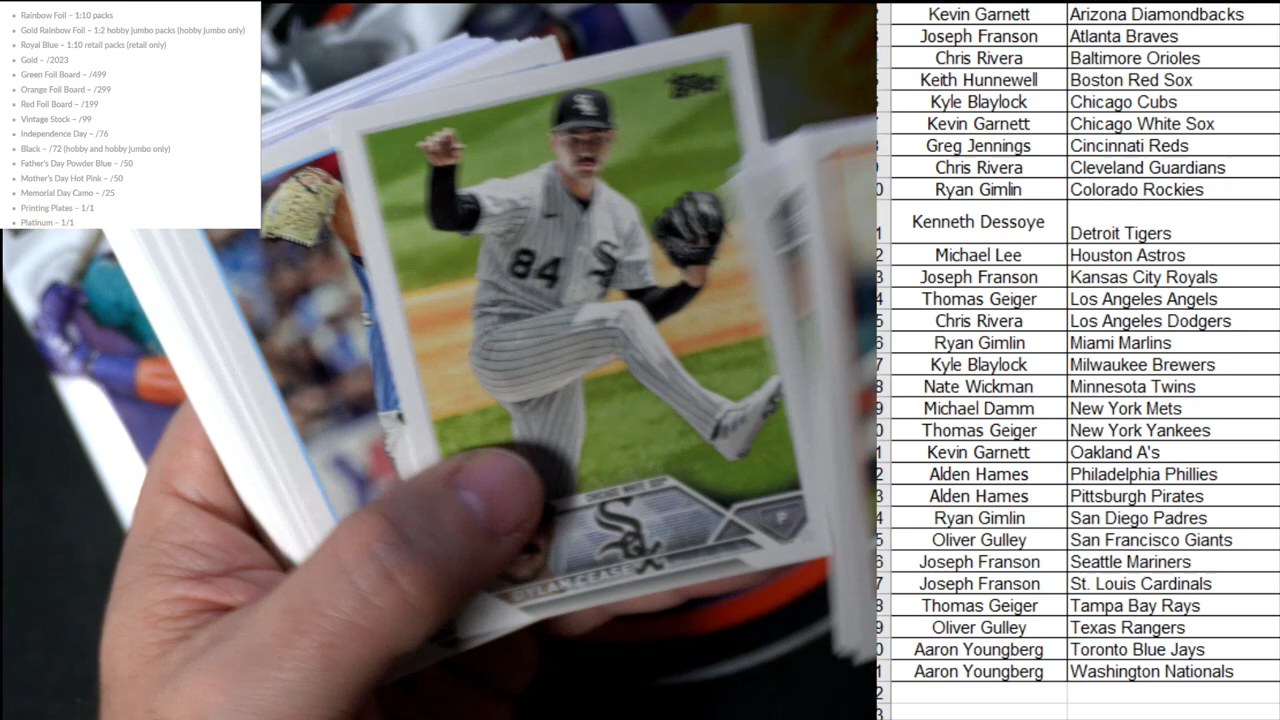 Rainbow Foil – 1:10 packs
Gold Rainbow Foil – 1:2 hobby jumbo packs (hobby jumbo only)
Royal Blue – 1:10 retail packs (retail only)
Gold – /2023
Green Foil Board – /499
Orange Foil Board – /299
Red Foil Board – /199
Vintage Stock – /99
Independence Day – /76
Black – /72 (hobby and hobby jumbo only)
Father's Day Powder Blue – /50
Mother's Day Hot Pink – /50
Memorial Day Camo – /25
Printing Plates – 1/1
Platinum – 1/1
Topps
84
DYLAN CEASE
P
Kevin Garnett Arizona Diamondbacks
Joseph Franson Atlanta Braves
Chris Rivera Baltimore Orioles
Keith Hunnewell Boston Red Sox
Kyle Blaylock Chicago Cubs
Kevin Garnett Chicago White Sox
Greg Jennings Cincinnati Reds
Chris Rivera Cleveland Guardians
Ryan Gimlin Colorado Rockies
Kenneth Dessoye Detroit Tigers
Michael Lee Houston Astros
Joseph Franson Kansas City Royals
Thomas Geiger Los Angeles Angels
Chris Rivera Los Angeles Dodgers
Ryan Gimlin Miami Marlins
Kyle Blaylock Milwaukee Brewers
Nate Wickman Minnesota Twins
Michael Damm New York Mets
Thomas Geiger New York Yankees
Kevin Garnett Oakland A's
Alden Hames Philadelphia Phillies
Alden Hames Pittsburgh Pirates
Ryan Gimlin San Diego Padres
Oliver Gulley San Francisco Giants
Joseph Franson Seattle Mariners
Joseph Franson St. Louis Cardinals
Thomas Geiger Tampa Bay Rays
Oliver Gulley Texas Rangers
Aaron Youngberg Toronto Blue Jays
Aaron Youngberg Washington Nationals